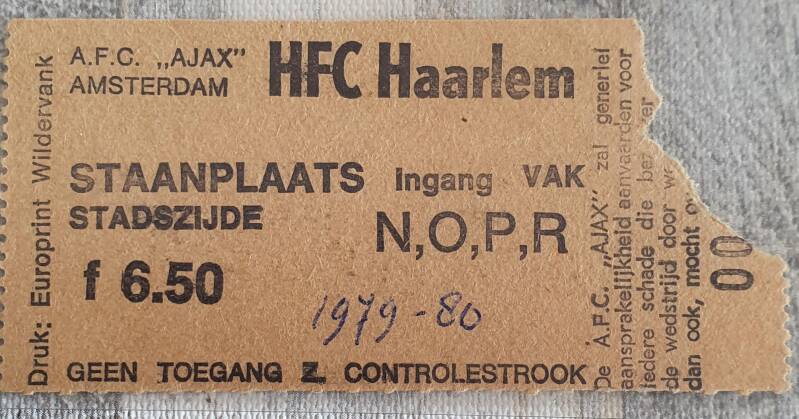 A.F.C. „AJAX"
AMSTERDAM
HFC Haarlem
STAANPLAATS Ingang VAK
STADSZIJDE
N,O,P,R
f 6.50
1979-80
GEEN TOEGANG Z. CONTROLESTROOK
Druk: Europrint Wildervank
De A.F.C. „AJAX" zal generlei
aansprakelijkheid aanvaarden voor
iedere schade die
de wedstrijd door
dan ook, mocht
00